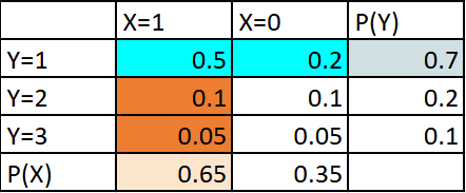 X=1 X=0 P(Y)
Y=1 0.5 0.2 0.7
Y=2 0.1 0.1 0.2
Y=3 0.05 0.05 0.1
P(X) 0.65 0.35